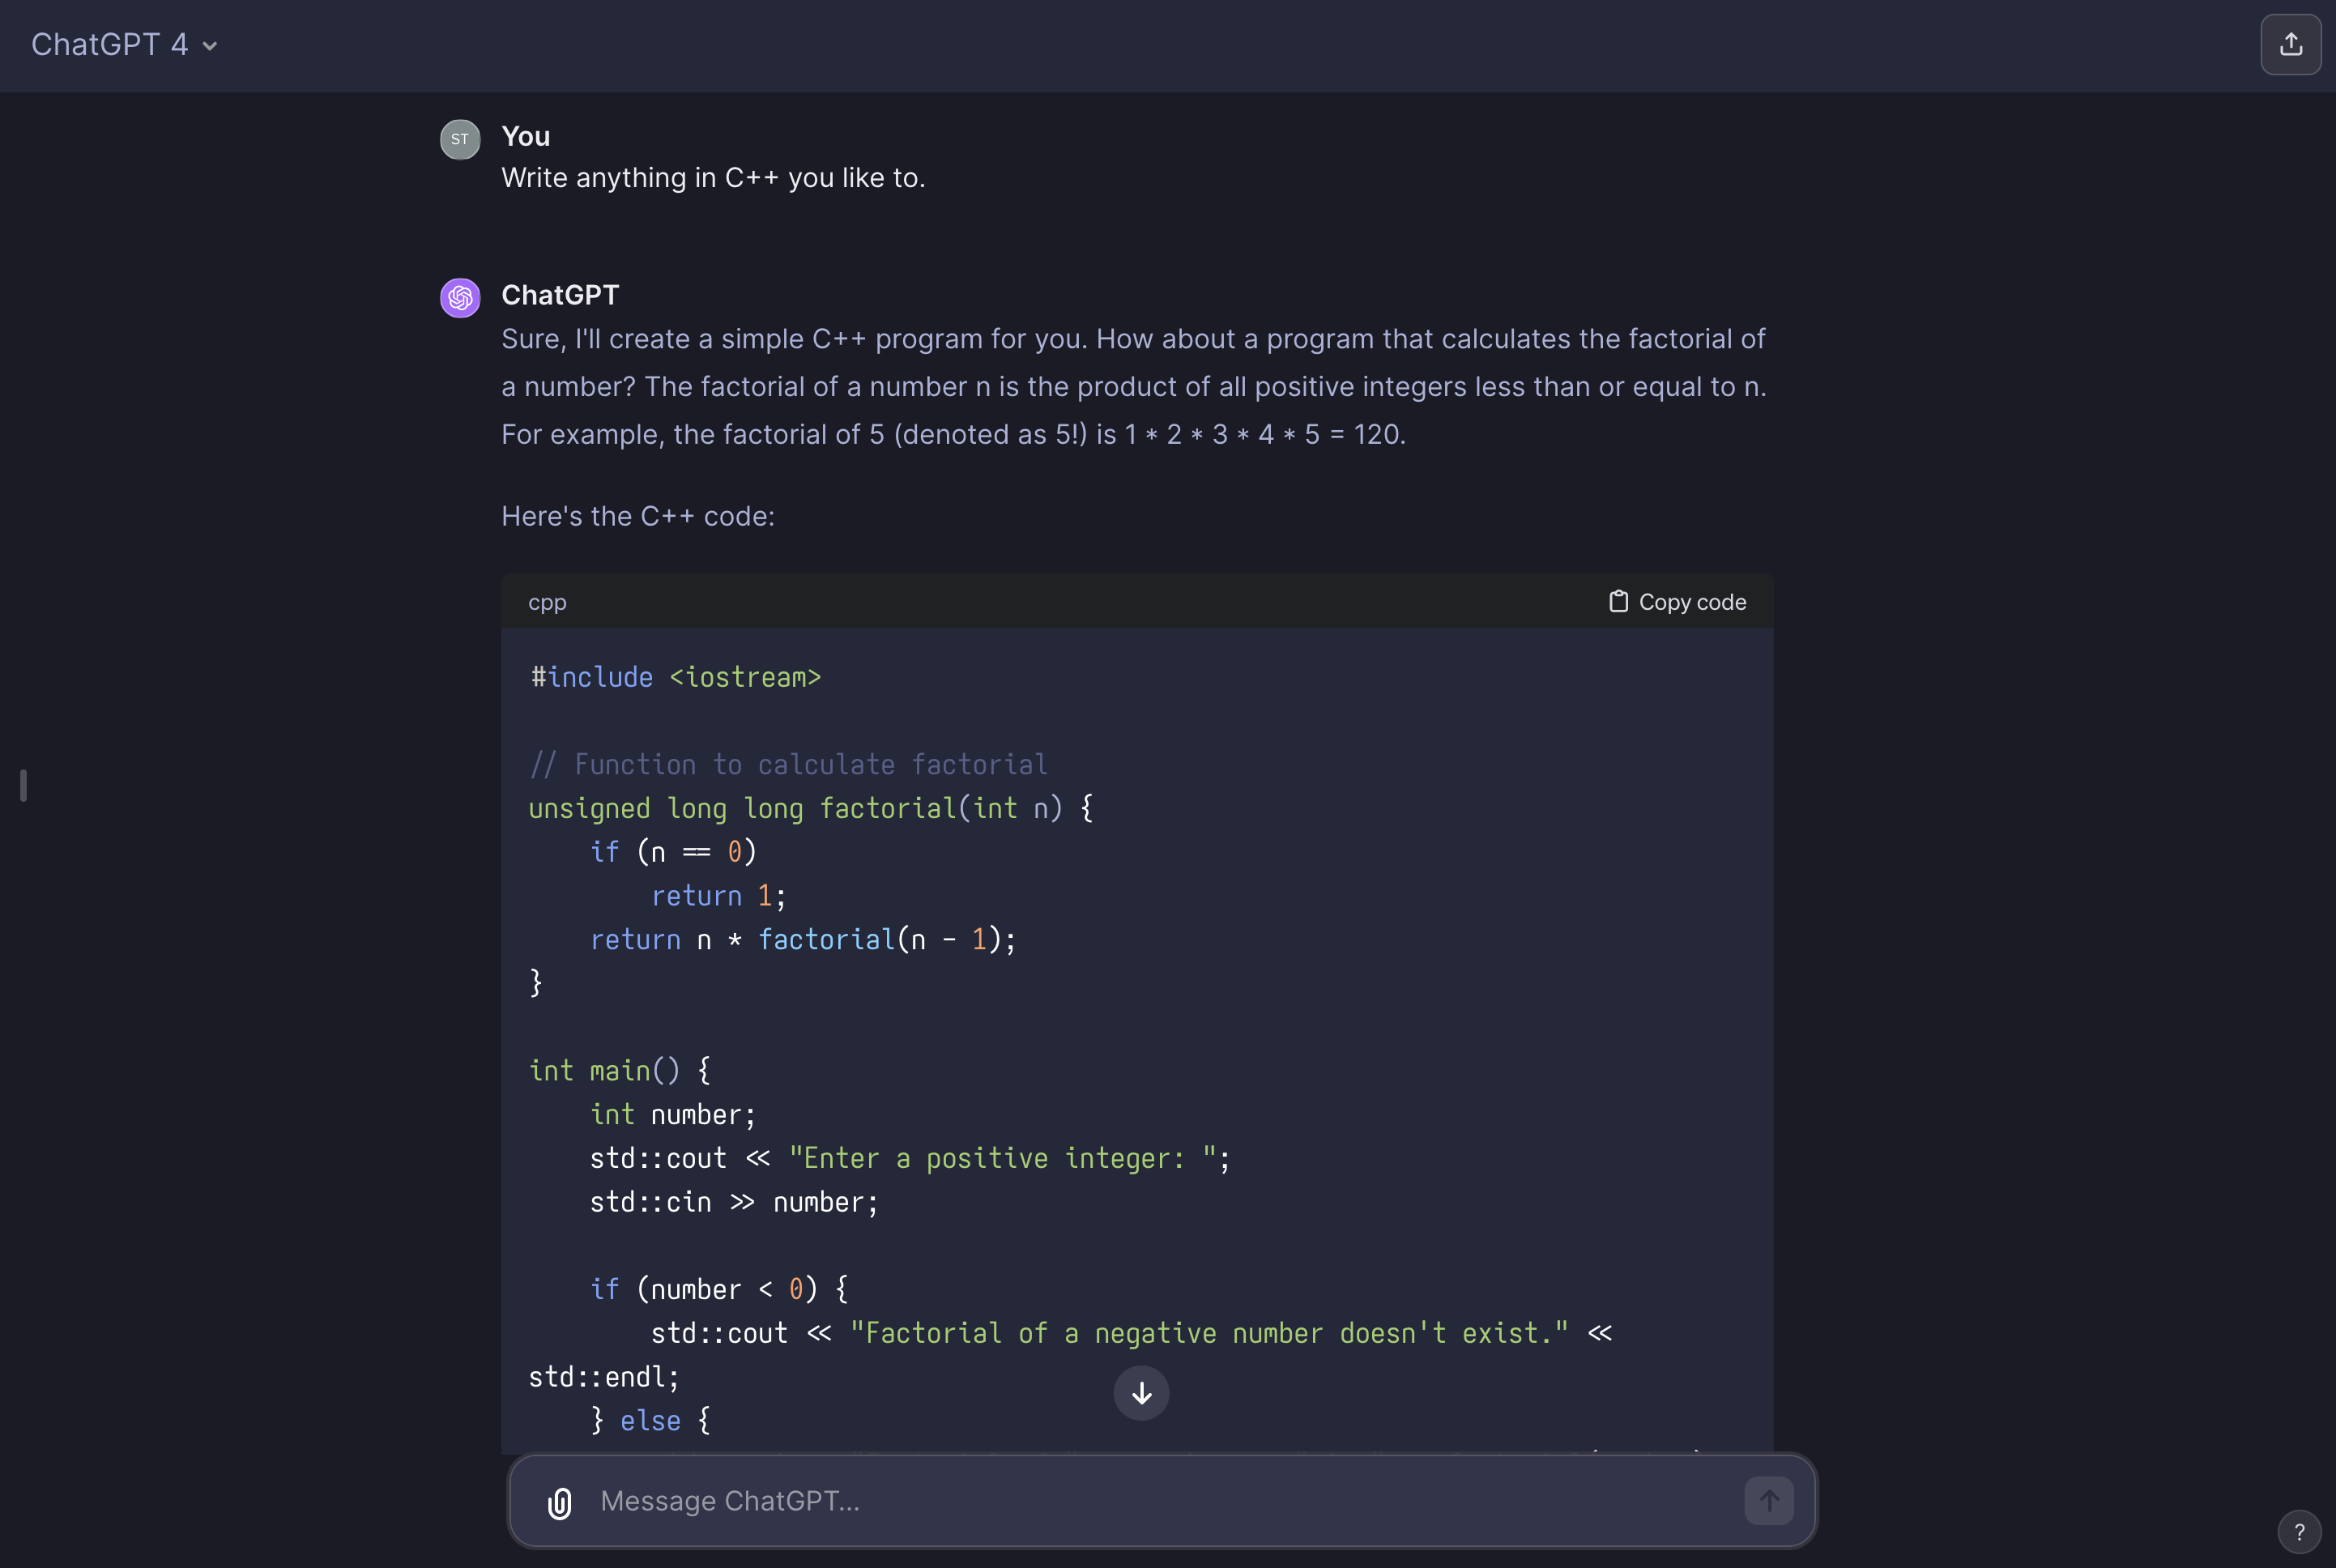 ChatGPT 4
ST
You
Write anything in C++ you like to.
ChatGPT
Sure, I'll create a simple C++ program for you. How about a program that calculates the factorial of
a number? The factorial of a number n is the product of all positive integers less than or equal to n.
For example, the factorial of 5 (denoted as 5!) is 1 * 2 * 3 * 4 * 5 = 120.
Here's the C++ code:
cpp
Copy code
#include <iostream>
// Function to calculate factorial
unsigned long long factorial(int n) {
    if (n == 0)
        return 1;
    return n * factorial(n - 1);
}
int main() {
    int number;
    std::cout << "Enter a positive integer: ";
    std::cin >> number;
    if (number < 0) {
        std::cout << "Factorial of a negative number doesn't exist." <<
std::endl;
    } else {
Message ChatGPT...
?